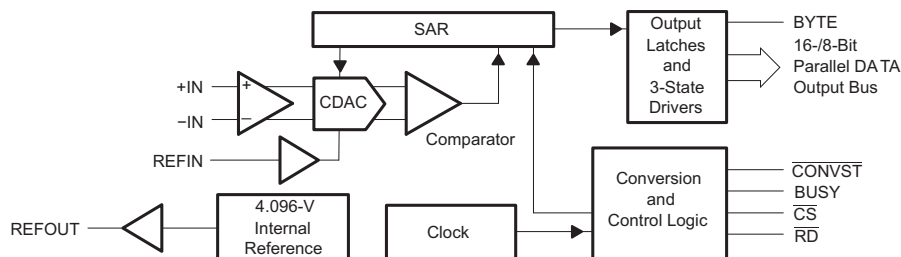 SAR
Output
Latches
and
3-State
Drivers
BYTE
16-/8-Bit
Parallel DATA
Output Bus
+IN
−IN
+
−
CDAC
Comparator
REFIN
CONVST
BUSY
CS
RD
Conversion
and
Control Logic
REFOUT
4.096-V
Internal
Reference
Clock